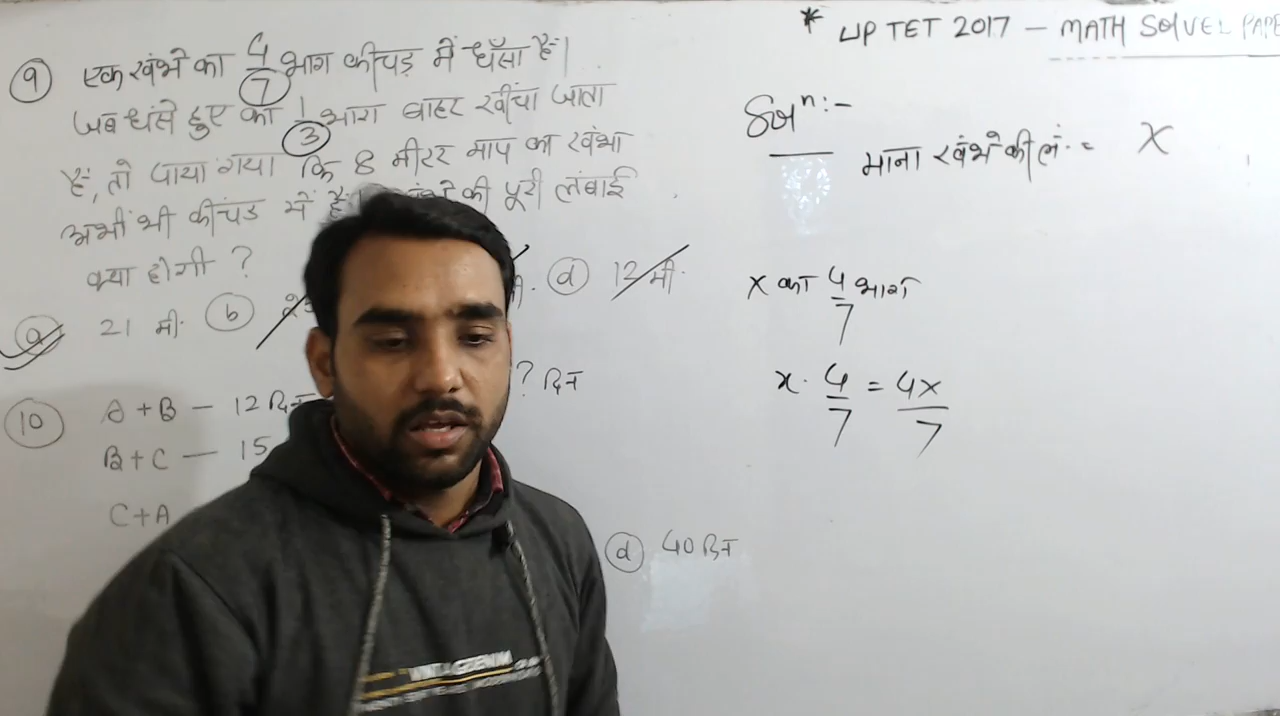 * UP TET 2017 – MATH SOLVEL PAPE
9 एक खंभे का 4/7 भाग कीचड़ में धँसा है।
जब धंसे हुए का 1/3 भाग बाहर खींचा जाता
है, तो पाया गया कि 8 मीटर माप का खंभा
अभी भी कीचड में है। की पूरी लंबाई
क्या होगी ?
a 21 मी. b d 12 मी.
10 A + B — 12 दिन ? दिन
B + C — 15
C + A
d 40 दिन
Solⁿ :-
माना खंभे की लं. = X
x का 4/7 भाग
x · 4/7 = 4x/7